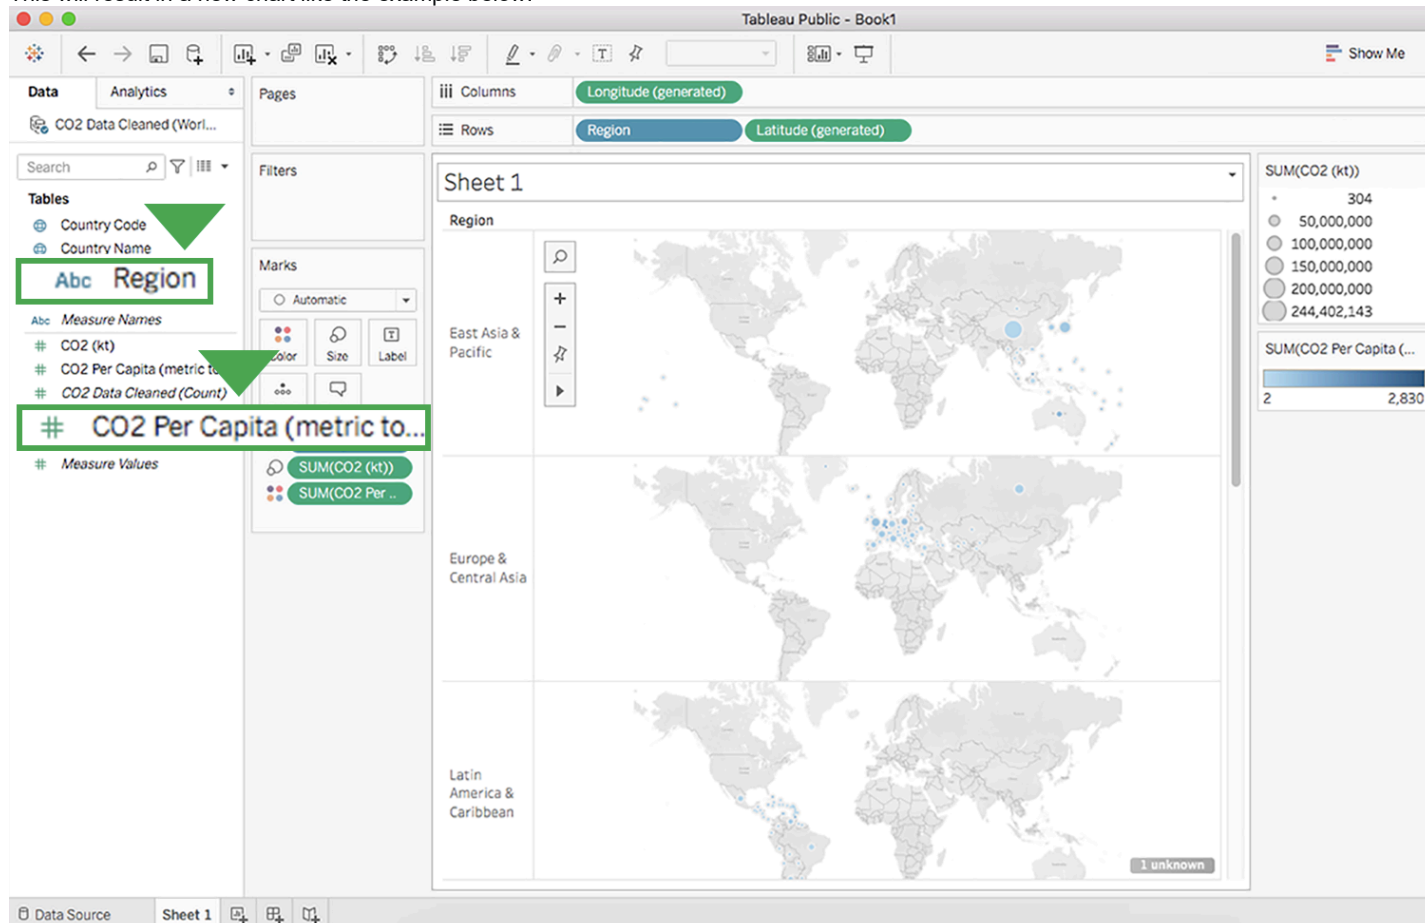 Tableau Public - Book1
Show Me
Data
Analytics
Pages
iii Columns
Longitude (generated)
CO2 Data Cleaned (Worl...
Rows
Region
Latitude (generated)
Search
Filters
Sheet 1
SUM(CO2 (kt))
304
50,000,000
100,000,000
150,000,000
200,000,000
244,402,143
Tables
Country Code
Country Name
Abc Region
Abc Measure Names
# CO2 (kt)
CO2 Per Capita (metric to
# CO2 Data Cleaned (Count)
# CO2 Per Capita (metric to...
# Measure Values
Marks
Automatic
Color
Size
Label
SUM(CO2 (kt))
SUM(CO2 Per ..
Region
East Asia &
Pacific
Europe &
Central Asia
Latin
America &
Caribbean
1 unknown
SUM(CO2 Per Capita (...
2
2,830
Data Source
Sheet 1